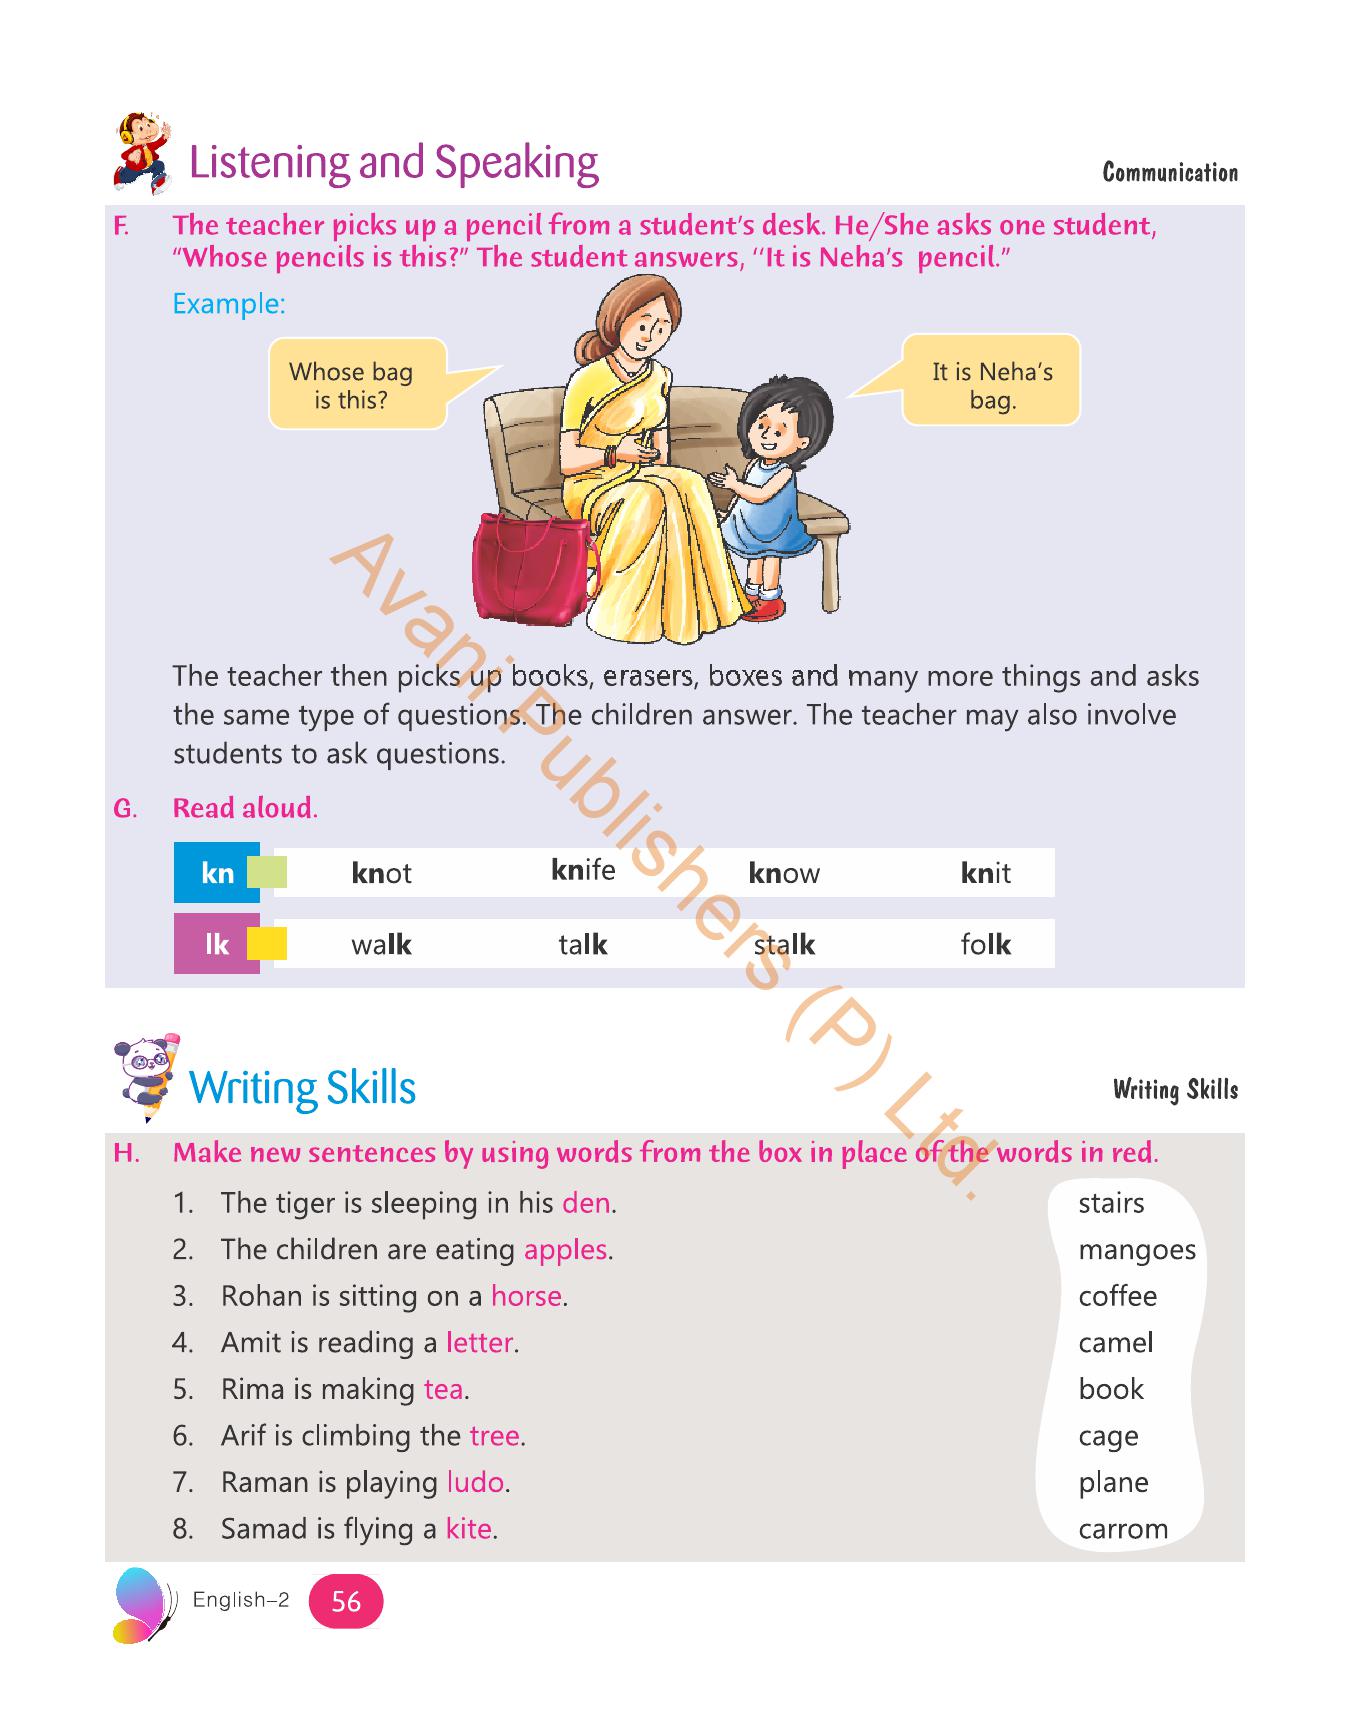 Listening and Speaking
Communication
F. The teacher picks up a pencil from a student's desk. He/She asks one student,
“Whose pencils is this?” The student answers, ‘‘It is Neha's pencil.”
Example:
Whose bag
is this?
It is Neha's
bag.
The teacher then picks up books, erasers, boxes and many more things and asks
the same type of questions. The children answer. The teacher may also involve
students to ask questions.
G. Read aloud.
kn knot knife know knit
lk walk talk stalk folk
Writing Skills
Writing Skills
H. Make new sentences by using words from the box in place of the words in red.
1. The tiger is sleeping in his den. stairs
2. The children are eating apples. mangoes
3. Rohan is sitting on a horse. coffee
4. Amit is reading a letter. camel
5. Rima is making tea. book
6. Arif is climbing the tree. cage
7. Raman is playing ludo. plane
8. Samad is flying a kite. carrom
English–2 56
Avani Publishers (P) Ltd.